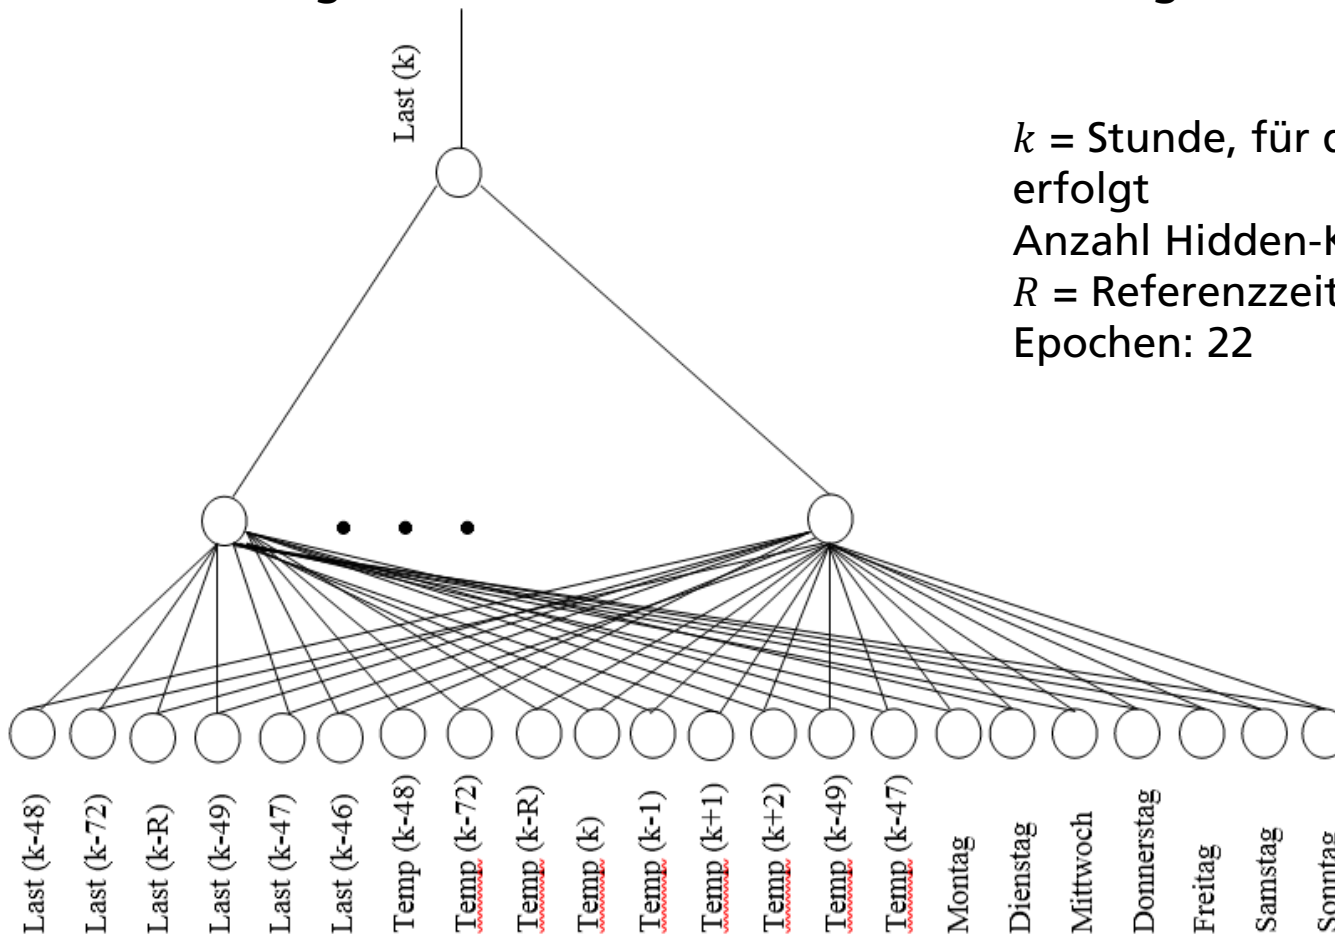 Last (k)
k = Stunde, für
erfolgt
Anzahl
R = Referenzzeit
Epochen: 22
Last (k-48)
Last (k-72)
Last (k-R)
Last (k-49)
Last (k-47)
Last (k-46)
Temp (k-48)
Temp (k-72)
Temp (k-R)
Temp (k)
Temp (k-1)
Temp (k+1)
Temp (k+2)
Temp (k-49)
Temp (k-47)
Montag
Dienstag
Mittwoch
Donnerstag
Freitag
Samstag
Sonntag